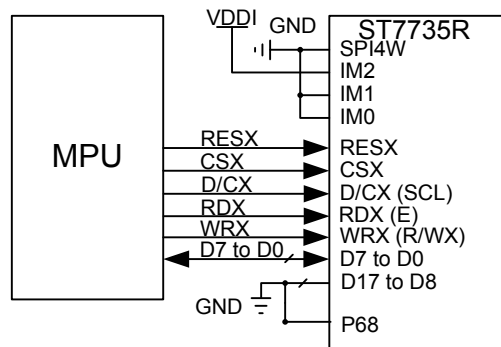 VDDI
GND
ST7735R
SPI4W
IM2
IM1
IM0
MPU
RESX
RESX
CSX
CSX
D/CX
D/CX (SCL)
RDX
RDX (E)
WRX
WRX (R/WX)
D7 to D0
D7 to D0
D17 to D8
GND
P68